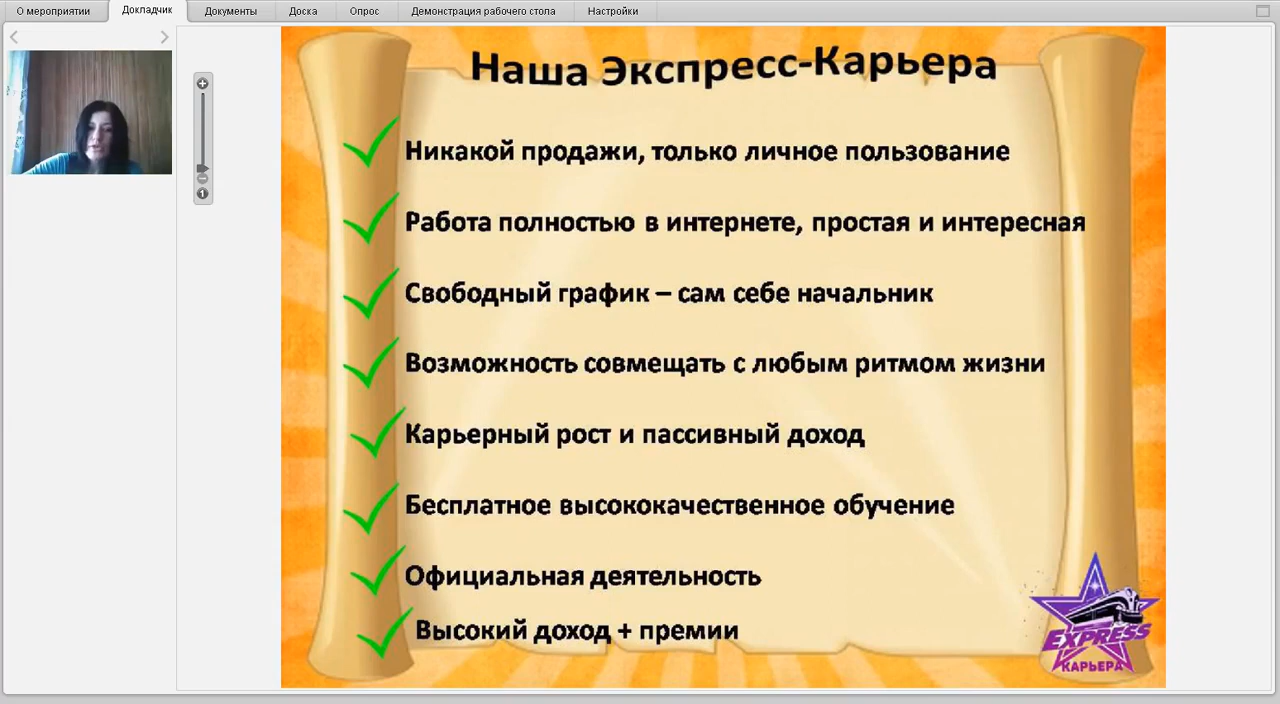 О мероприятии
Докладчик
Документы
Доска
Опрос
Демонстрация рабочего стола
Настройки
Наша Экспресс-Карьера
Никакой продажи, только личное пользование
Работа полностью в интернете, простая и интересная
Свободный график – сам себе начальник
Возможность совмещать с любым ритмом жизни
Карьерный рост и пассивный доход
Бесплатное высококачественное обучение
Официальная деятельность
Высокий доход + премии
EXPRESS
КАРЬЕРА